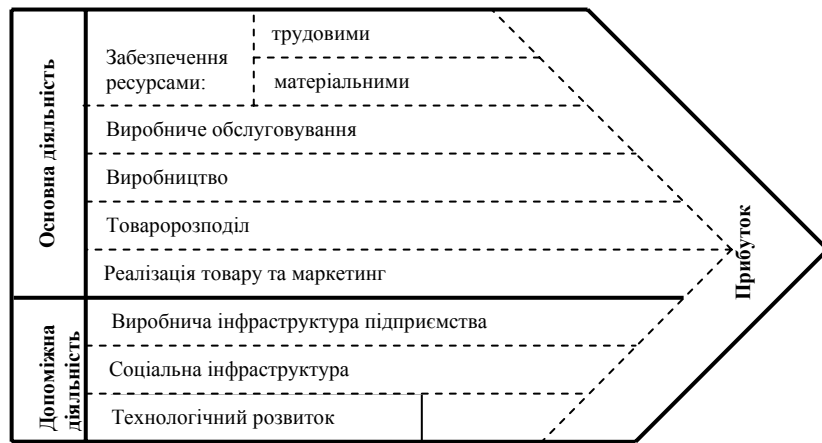 Основна діяльність
Забезпечення
ресурсами:
трудовими
матеріальними
Виробниче обслуговування
Виробництво
Товаророзподіл
Реалізація товару та маркетинг
Допоміжна
діяльність
Виробнича інфраструктура підприємства
Соціальна інфраструктура
Технологічний розвиток
Прибуток